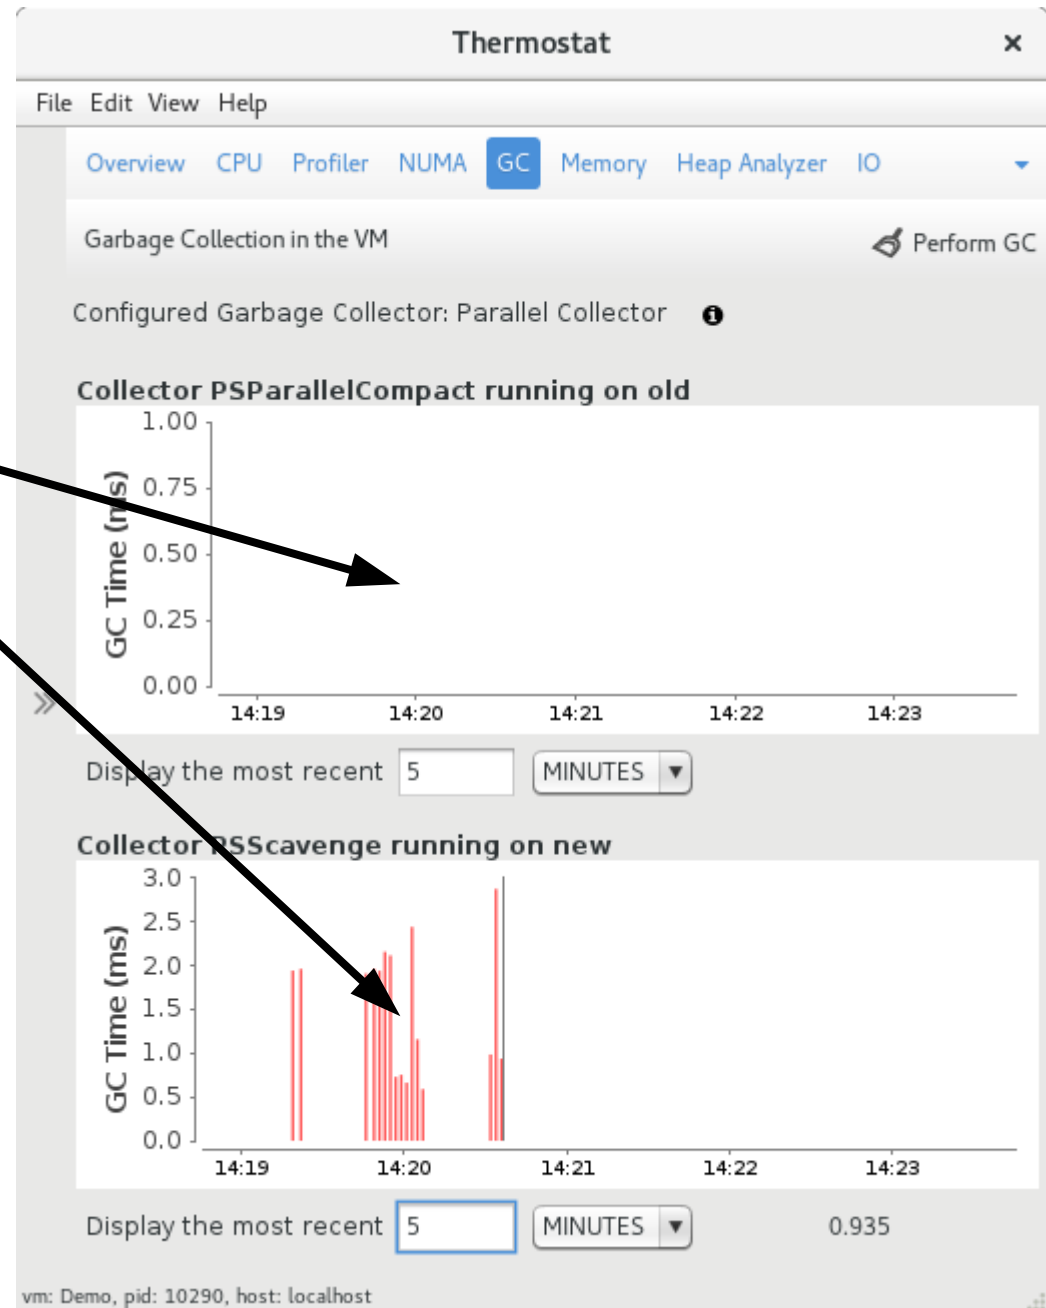 Thermostat ×
File Edit View Help
Overview CPU Profiler NUMA GC Memory Heap Analyzer IO
Garbage Collection in the VM Perform GC
Configured Garbage Collector: Parallel Collector
Collector PSParallelCompact running on old
GC Time (ms)
1.00
0.75
0.50
0.25
0.00
14:19 14:20 14:21 14:22 14:23
Display the most recent 5 MINUTES
Collector PSScavenge running on new
GC Time (ms)
3.0
2.5
2.0
1.5
1.0
0.5
0.0
14:19 14:20 14:21 14:22 14:23
Display the most recent 5 MINUTES 0.935
vm: Demo, pid: 10290, host: localhost